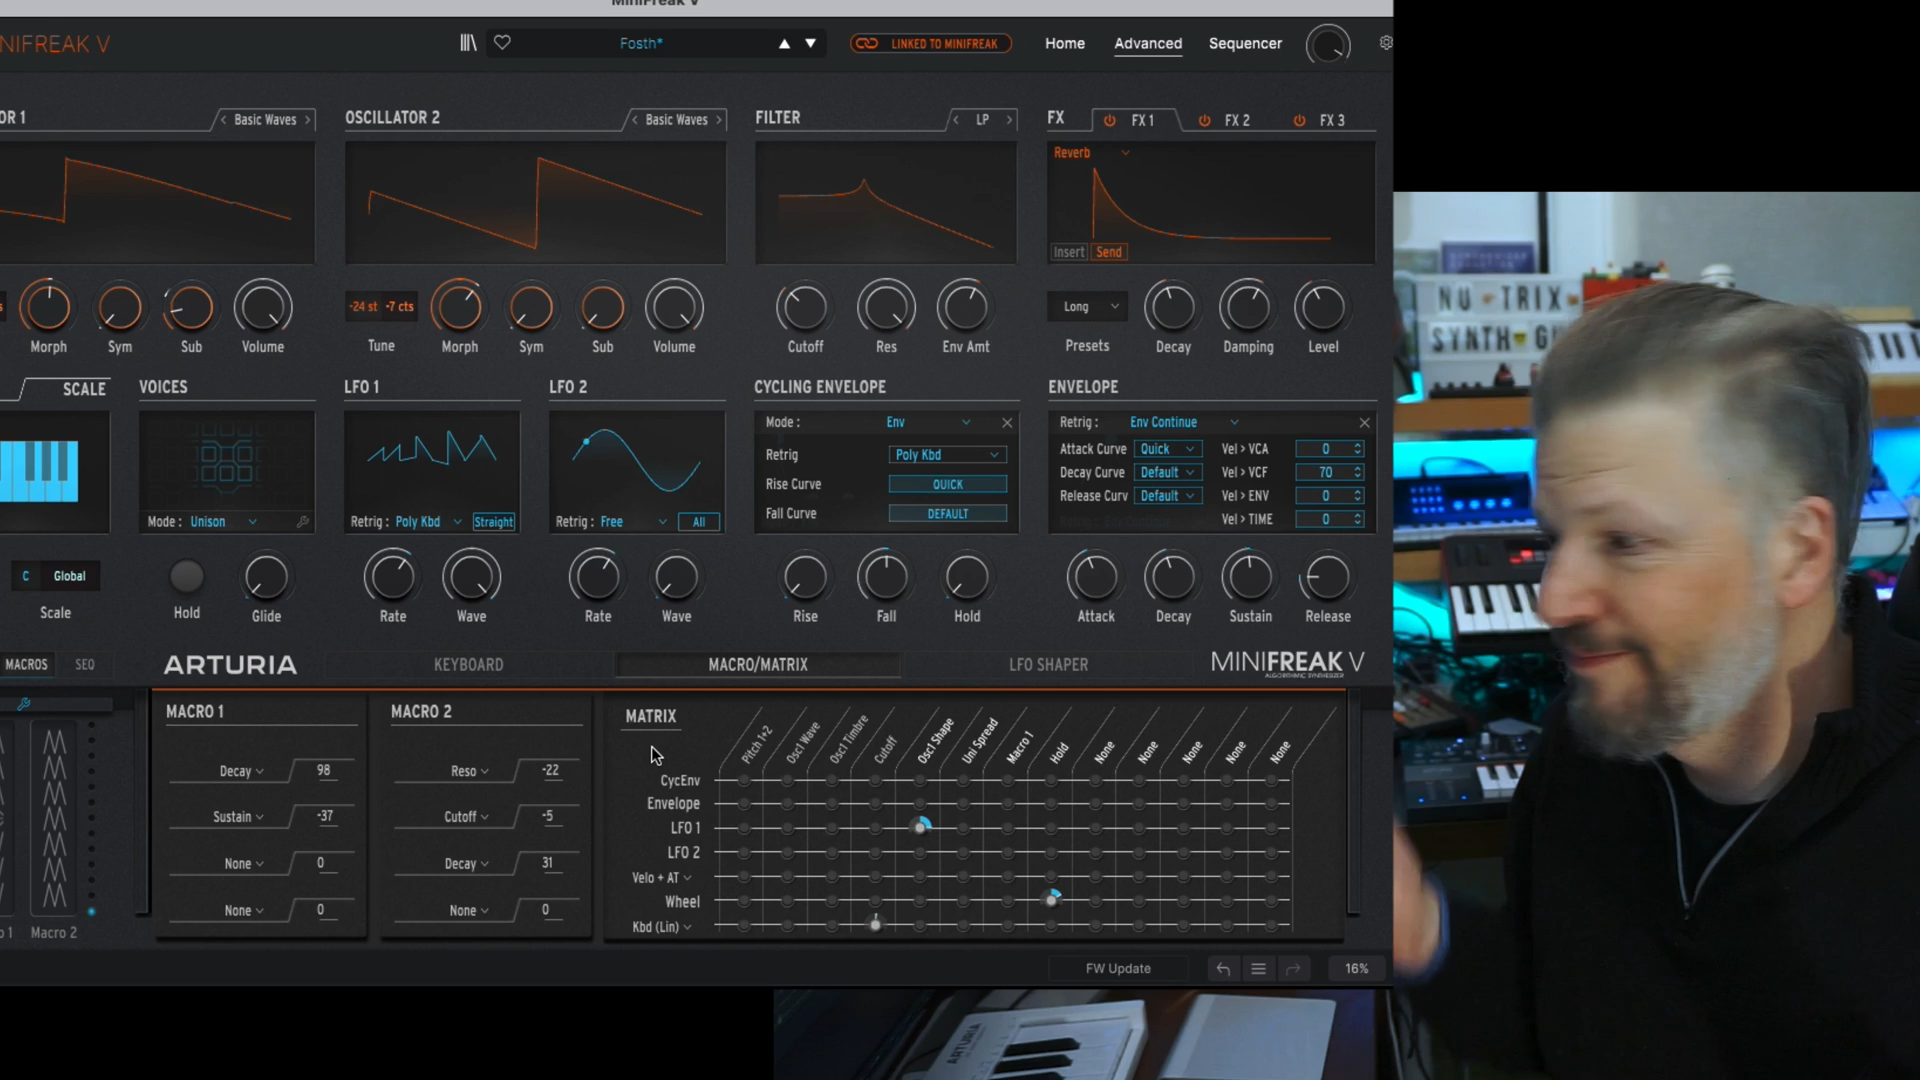 MiniFreak V
NIFREAK V
Fosth*
LINKED TO MINIFREAK
Home
Advanced
Sequencer
OR 1
Basic Waves
OSCILLATOR 2
Basic Waves
FILTER
LP
FX
FX 1
FX 2
FX 3
Reverb
Insert
Send
-24 st -7 cts
Long
Morph
Sym
Sub
Volume
Tune
Morph
Sym
Sub
Volume
Cutoff
Res
Env Amt
Presets
Decay
Damping
Level
SCALE
VOICES
LFO 1
LFO 2
CYCLING ENVELOPE
ENVELOPE
Mode : Unison
Retrig : Poly Kbd
Straight
Retrig : Free
All
Mode : Env
Retrig Poly Kbd
Rise Curve QUICK
Fall Curve DEFAULT
Retrig : Env Continue
Attack Curve Quick Vel > VCA 0
Decay Curve Default Vel > VCF 70
Release Curv Default Vel > ENV 0
Vel > TIME 0
C Global
Scale
Hold
Glide
Rate
Wave
Rate
Wave
Rise
Fall
Hold
Attack
Decay
Sustain
Release
MACROS
SEQ
ARTURIA
KEYBOARD
MACRO/MATRIX
LFO SHAPER
MINIFREAK V
ALGORITHMIC SYNTHESIZER
MACRO 1
Decay 98
Sustain -37
None 0
None 0
MACRO 2
Reso -22
Cutoff -5
Decay 31
None 0
MATRIX
Pitch 1+2
Osc1 Wave
Osc1 Timbre
Cutoff
Osc1 Shape
Uni Spread
Macro 1
Hold
None
None
None
None
None
CycEnv
Envelope
LFO 1
LFO 2
Velo + AT
Wheel
Kbd (Lin)
o 1
Macro 2
FW Update
16%
NU TRIX
SYNTH GU
ARTURIA